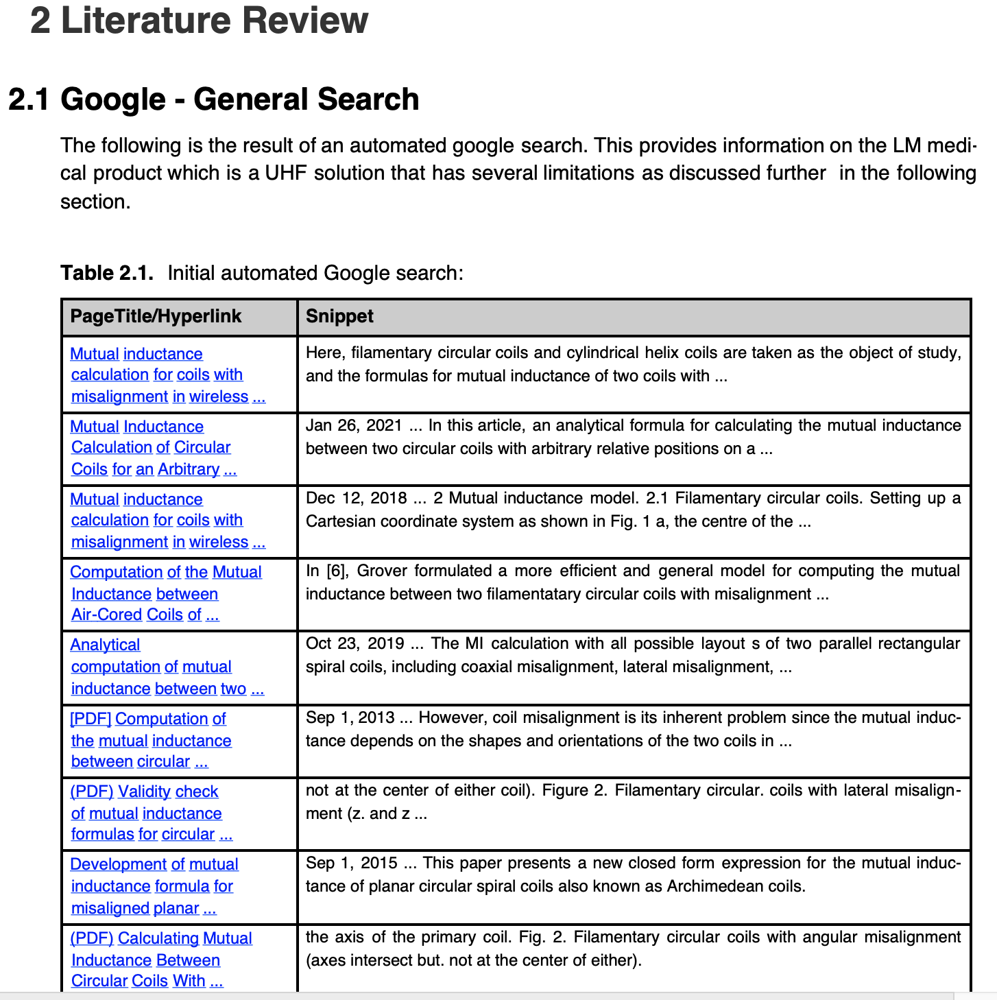 2 Literature Review
2.1 Google - General Search
The following is the result of an automated google search. This provides information on the LM medi-
cal product which is a UHF solution that has several limitations as discussed further in the following
section.
Table 2.1. Initial automated Google search:
PageTitle/Hyperlink
Snippet
Mutual inductance
calculation for coils with
misalignment in wireless ...
Here, filamentary circular coils and cylindrical helix coils are taken as the object of study,
and the formulas for mutual inductance of two coils with ...
Mutual Inductance
Calculation of Circular
Coils for an Arbitrary ...
Jan 26, 2021 ... In this article, an analytical formula for calculating the mutual inductance
between two circular coils with arbitrary relative positions on a ...
Mutual inductance
calculation for coils with
misalignment in wireless ...
Dec 12, 2018 ... 2 Mutual inductance model. 2.1 Filamentary circular coils. Setting up a
Cartesian coordinate system as shown in Fig. 1 a, the centre of the ...
Computation of the Mutual
Inductance between
Air-Cored Coils of ...
In [6], Grover formulated a more efficient and general model for computing the mutual
inductance between two filamentatary circular coils with misalignment ...
Analytical
computation of mutual
inductance between two ...
Oct 23, 2019 ... The MI calculation with all possible layout s of two parallel rectangular
spiral coils, including coaxial misalignment, lateral misalignment, ...
[PDF] Computation of
the mutual inductance
between circular ...
Sep 1, 2013 ... However, coil misalignment is its inherent problem since the mutual induc-
tance depends on the shapes and orientations of the two coils in ...
(PDF) Validity check
of mutual inductance
formulas for circular ...
not at the center of either coil). Figure 2. Filamentary circular. coils with lateral misalign-
ment (z. and z ...
Development of mutual
inductance formula for
misaligned planar ...
Sep 1, 2015 ... This paper presents a new closed form expression for the mutual induc-
tance of planar circular spiral coils also known as Archimedean coils.
(PDF) Calculating Mutual
Inductance Between
Circular Coils With ...
the axis of the primary coil. Fig. 2. Filamentary circular coils with angular misalignment
(axes intersect but. not at the center of either).